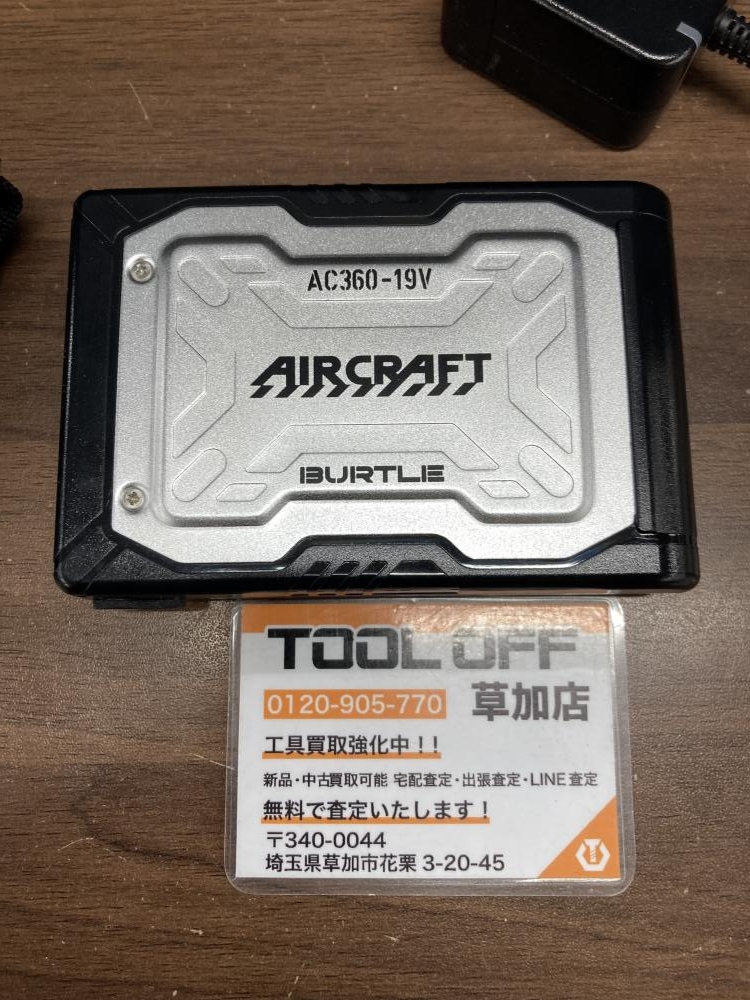 AC360-19V
AIRCRAFT
BURTLE
TOOL OFF
0120-905-770 草加店
工具買取強化中!!
新品・中古買取可能 宅配査定・出張査定・LINE査定
無料で査定いたします!
〒340-0044
埼玉県草加市花栗 3-20-45